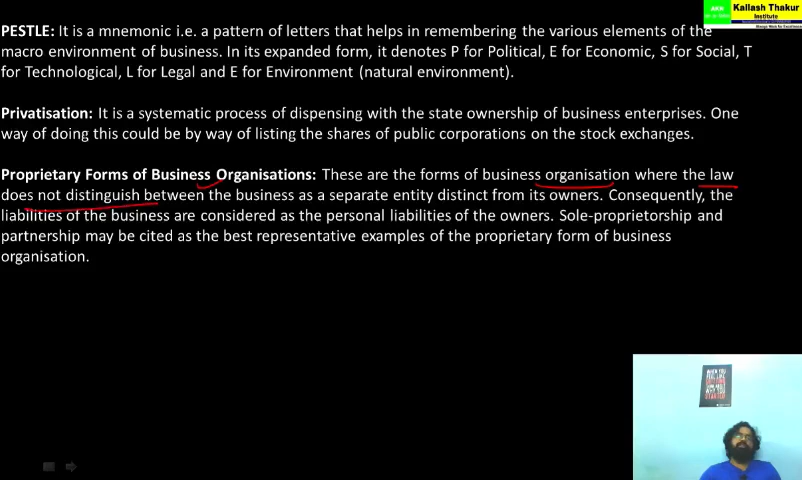 Kailash Thakur
Institute
PESTLE: It is a mnemonic i.e. a pattern of letters that helps in remembering the various elements of the
macro environment of business. In its expanded form, it denotes P for Political, E for Economic, S for Social, T
for Technological, L for Legal and E for Environment (natural environment).
Privatisation: It is a systematic process of dispensing with the state ownership of business enterprises. One
way of doing this could be by way of listing the shares of public corporations on the stock exchanges.
Proprietary Forms of Business Organisations: These are the forms of business organisation where the law
does not distinguish between the business as a separate entity distinct from its owners. Consequently, the
liabilities of the business are considered as the personal liabilities of the owners. Sole-proprietorship and
partnership may be cited as the best representative examples of the proprietary form of business
organisation.
WHEN YOU
FEEL LIKE
WHY YOU
STARTED